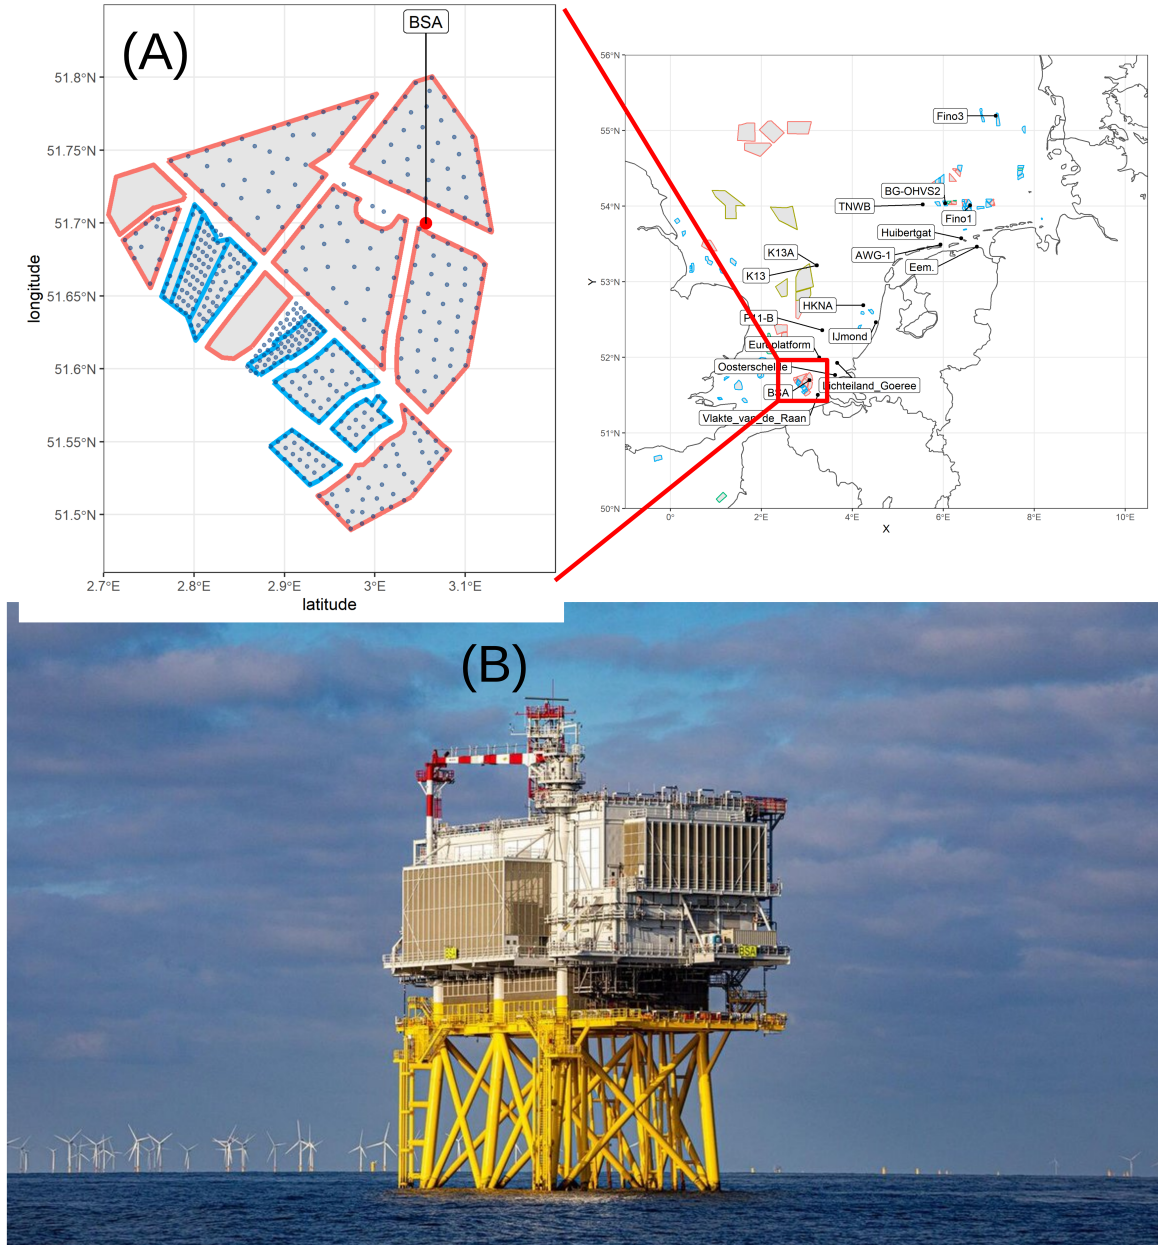 BSA
(A)
51.8°N
51.75°N
51.7°N
51.65°N
51.6°N
51.55°N
51.5°N
longitude
2.7°E
2.8°E
2.9°E
3°E
3.1°E
latitude
56°N
55°N
54°N
53°N
52°N
51°N
50°N
Y
0°
2°E
4°E
6°E
8°E
10°E
X
Fino3
BG-OHVS2
TNWB
Fino1
Huibertgat
AWG-1
Eem.
K13A
K13
HKNA
P11-B
IJmond
Europlatform
Oosterschelde
Lichteiland_Goeree
BSA
Vlakte_van_de_Raan
(B)
BSA
BSA